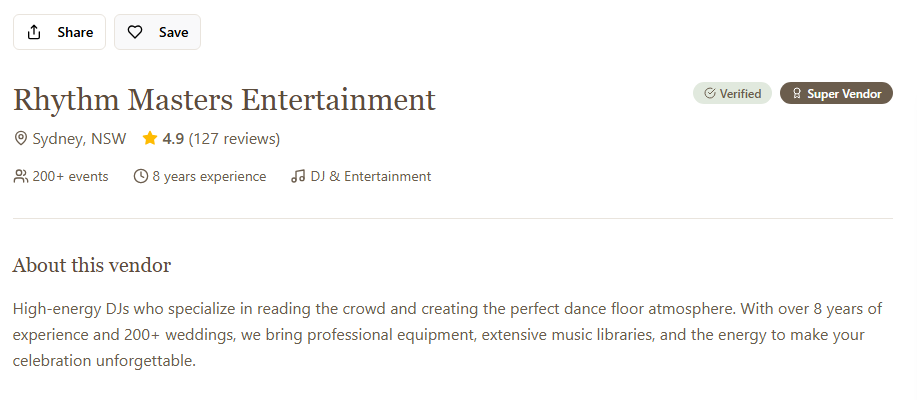 Share Save
Rhythm Masters Entertainment
Verified Super Vendor
Sydney, NSW 4.9 (127 reviews)
200+ events 8 years experience DJ & Entertainment
About this vendor
High-energy DJs who specialize in reading the crowd and creating the perfect dance floor atmosphere. With over 8 years of
experience and 200+ weddings, we bring professional equipment, extensive music libraries, and the energy to make your
celebration unforgettable.